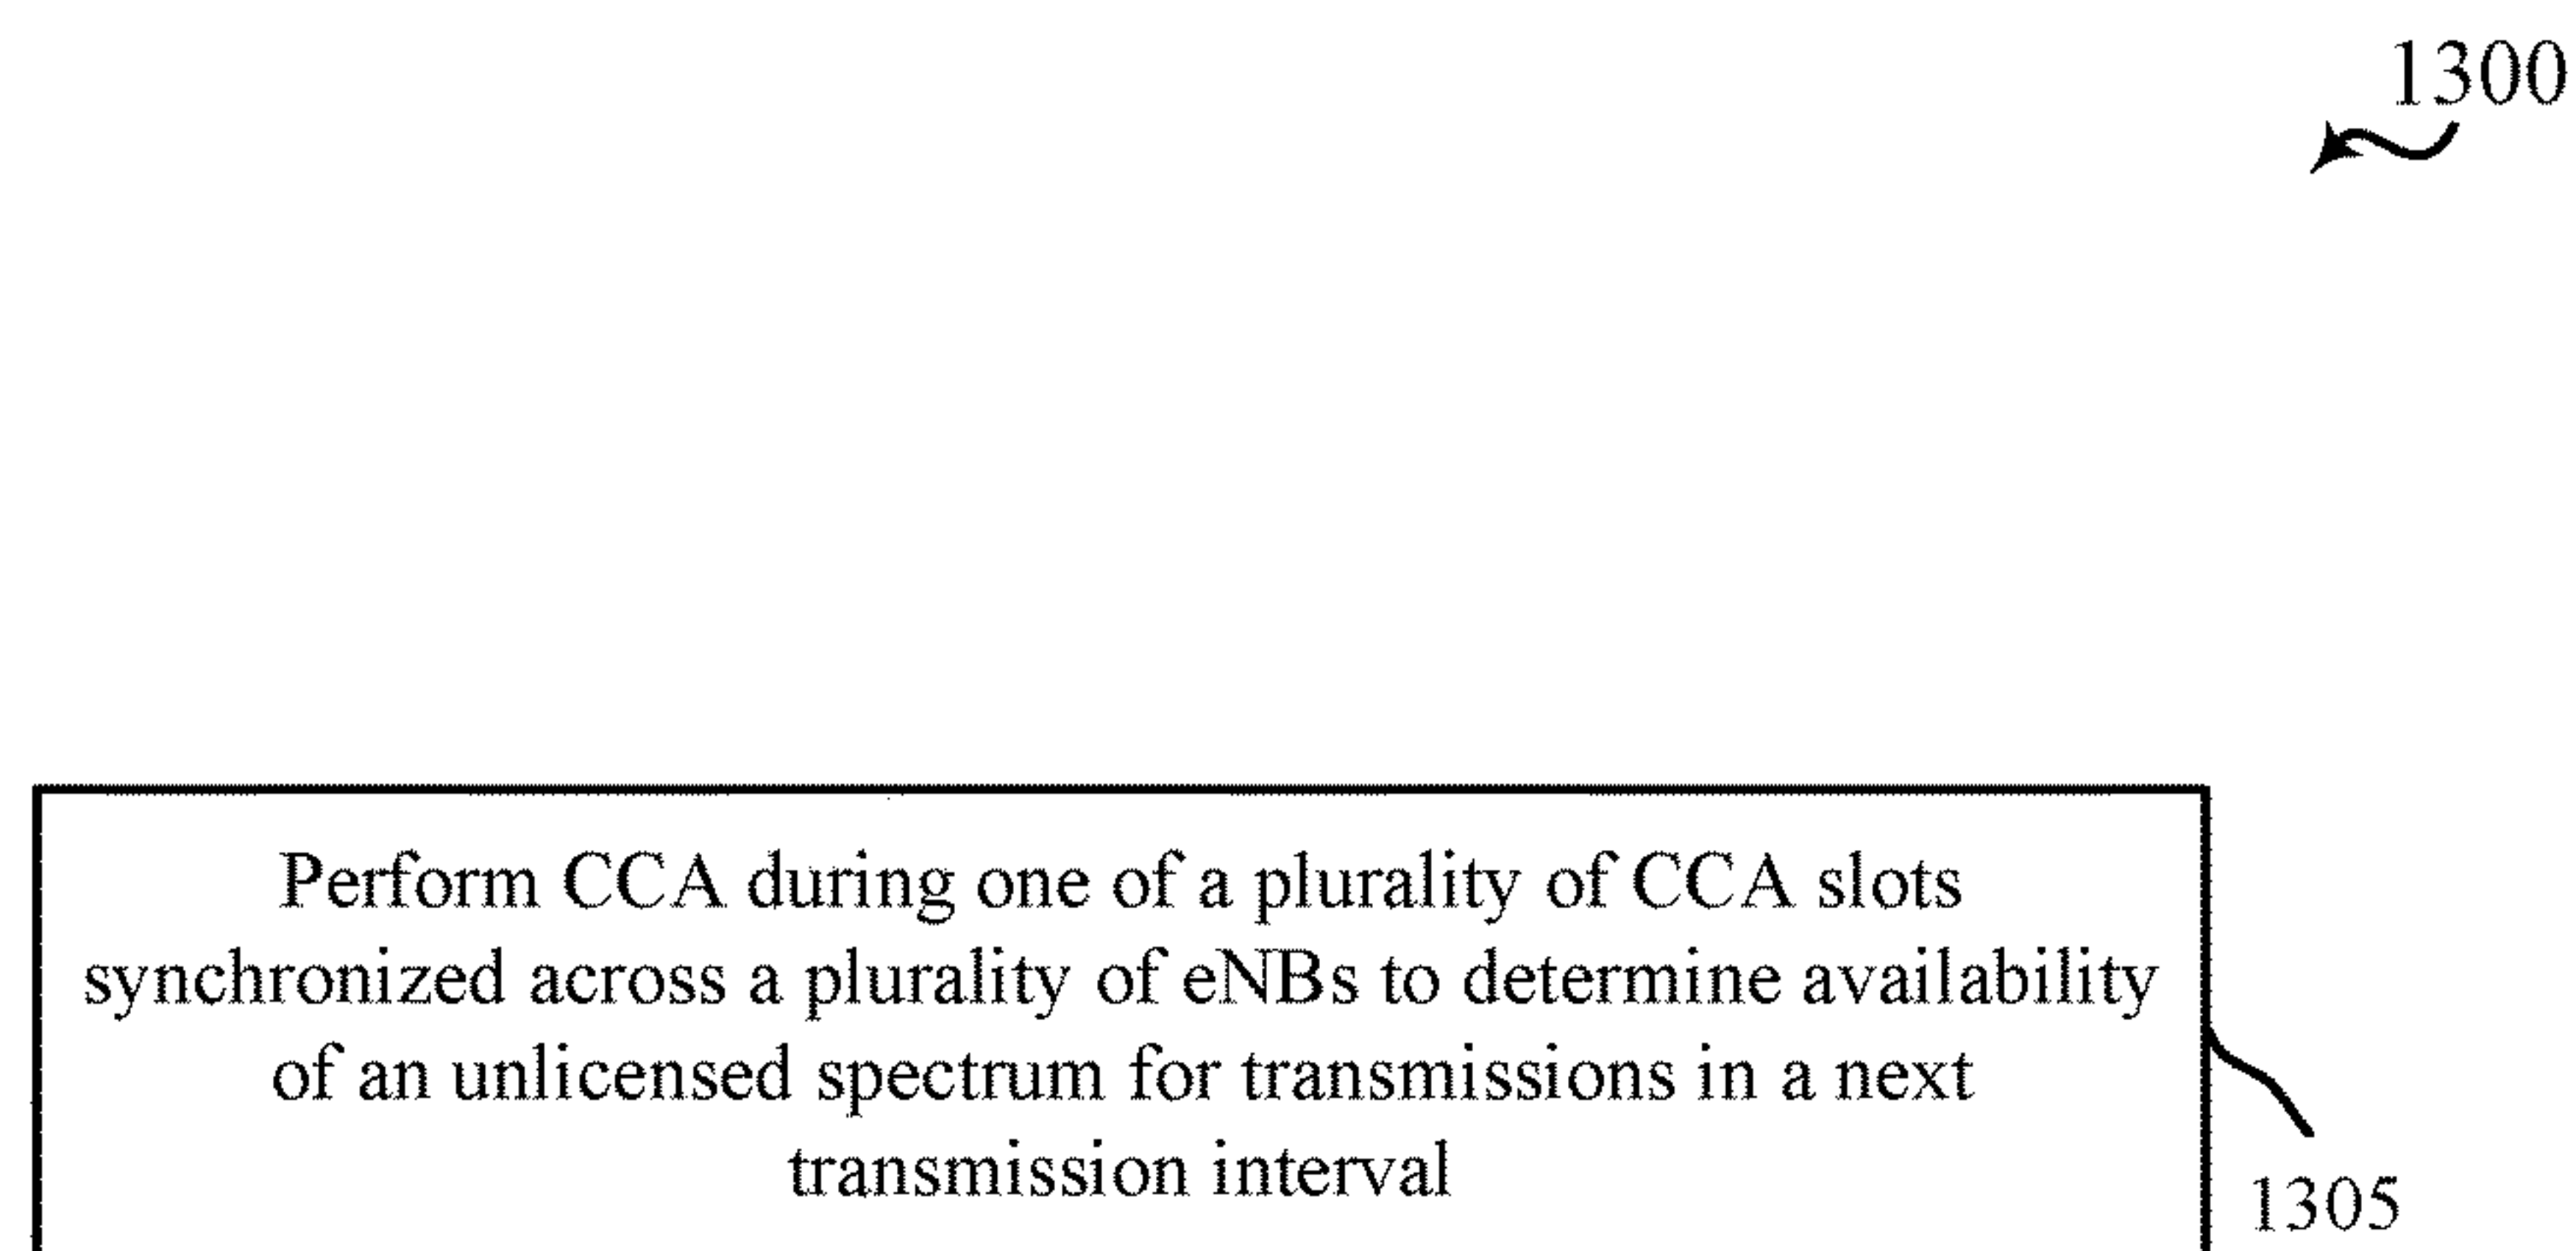 1300
Perform CCA during one of a plurality of CCA slots
synchronized across a plurality of eNBs to determine availability
of an unlicensed spectrum for transmissions in a next
transmission interval
1305